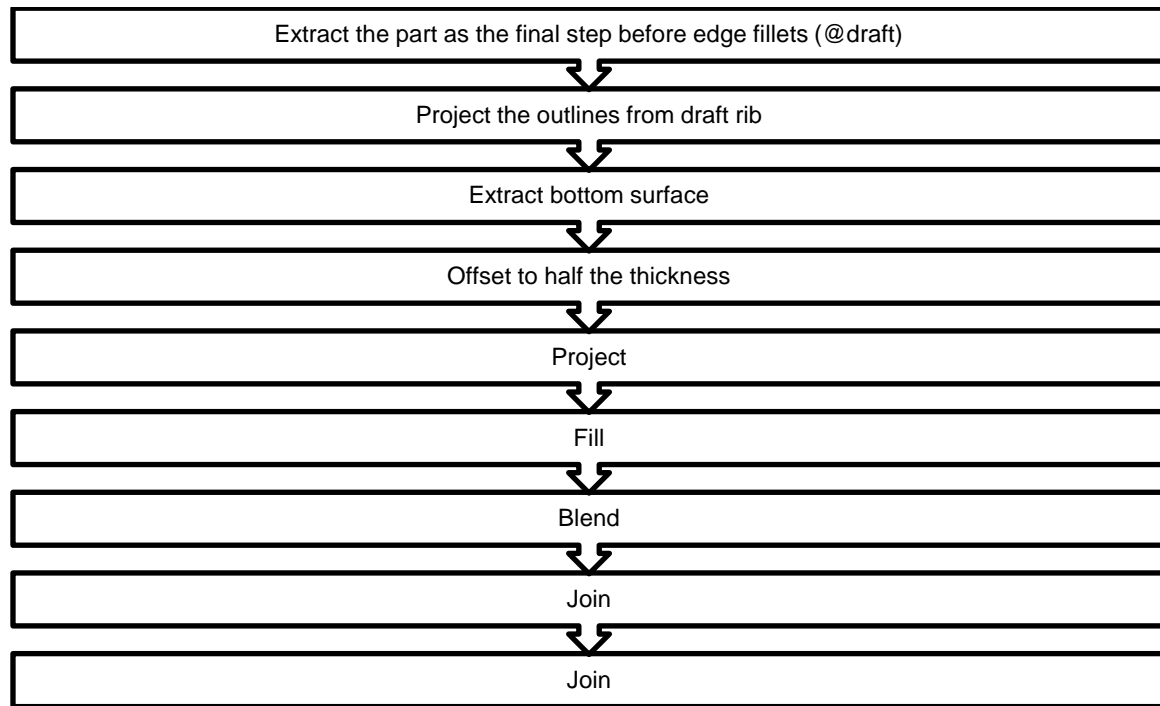 Extract the part as the final step before edge fillets (@draft)
Project the outlines from draft rib
Extract bottom surface
Offset to half the thickness
Project
Fill
Blend
Join
Join